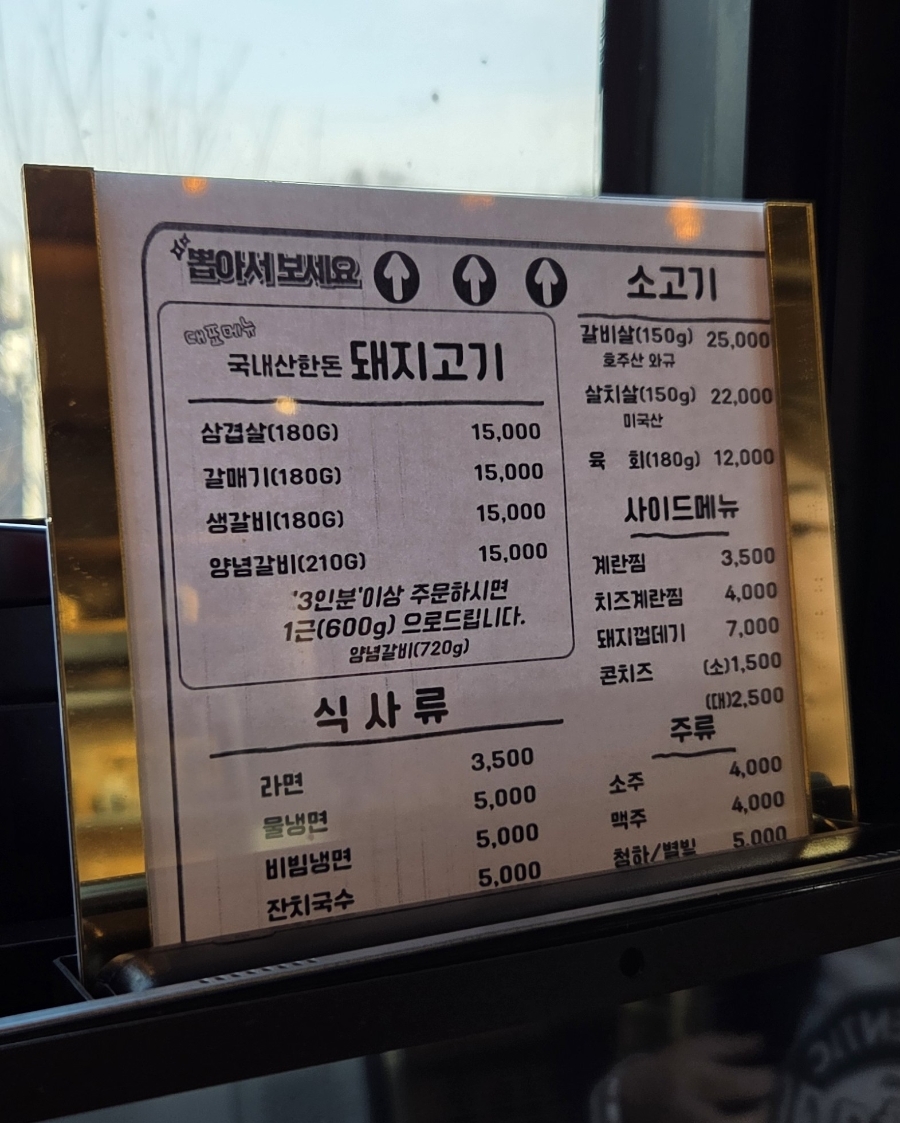 뽑아서 보세요
대표메뉴
국내산한돈 돼지고기
삼겹살(180G) 15,000
갈매기(180G) 15,000
생갈비(180G) 15,000
양념갈비(210G) 15,000
'3인분'이상 주문하시면
1근(600g) 으로드립니다.
양념갈비(720g)
식사류
라면 3,500
물냉면 5,000
비빔냉면 5,000
잔치국수 5,000
소고기
갈비살(150g) 25,000
호주산 와규
살치살(150g) 22,000
미국산
육 회(180g) 12,000
사이드메뉴
계란찜 3,500
치즈계란찜 4,000
돼지껍데기 7,000
콘치즈 (소)1,500
(대)2,500
주류
소주 4,000
맥주 4,000
청하/별빛 5,000